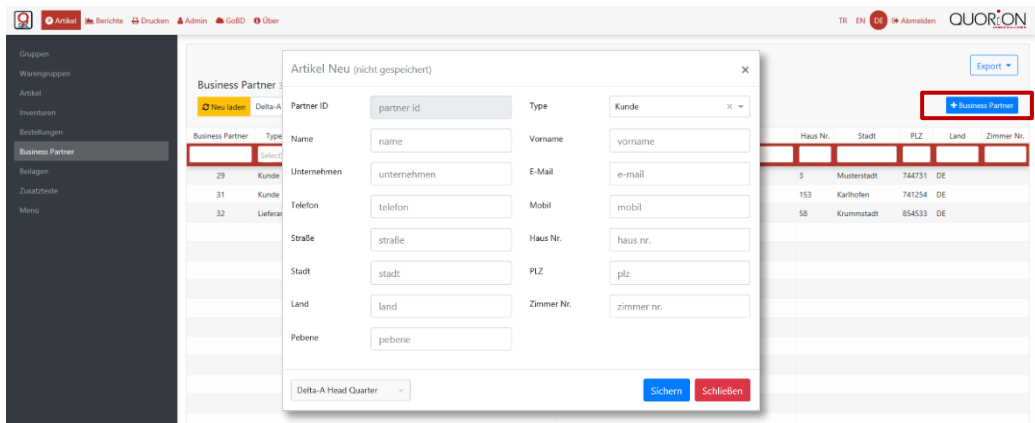 Artikel Berichte Drucken Admin GoBD Über TR EN DE Abmelden QUORiON
Gruppen
Warengruppen
Artikel
Inventuren
Bestellungen
Business Partner
Beilagen
Zusatztexte
Menü
Export
Business Partner
Neu laden Delta-A + Business Partner
Business Partner Type Haus Nr. Stadt PLZ Land Zimmer Nr.
Select
29 Kunde 3 Musterstadt 744731 DE
31 Kunde 153 Karlhofen 741254 DE
32 Lieferar 58 Krummstadt 854533 DE
Artikel Neu (nicht gespeichert) ×
Partner ID partner id Type Kunde ×
Name name Vorname vorname
Unternehmen unternehmen E-Mail e-mail
Telefon telefon Mobil mobil
Straße straße Haus Nr. haus nr.
Stadt stadt PLZ plz
Land land Zimmer Nr. zimmer nr.
Pebene pebene
Delta-A Head Quarter Sichern Schließen